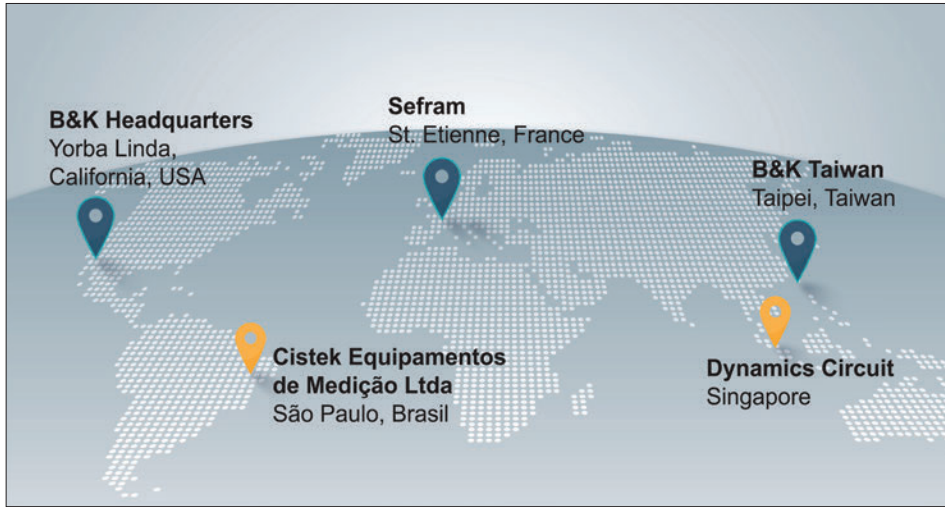 B&K Headquarters
Yorba Linda,
California, USA
Sefram
St. Etienne, France
B&K Taiwan
Taipei, Taiwan
Cistek Equipamentos
de Medição Ltda
São Paulo, Brasil
Dynamics Circuit
Singapore